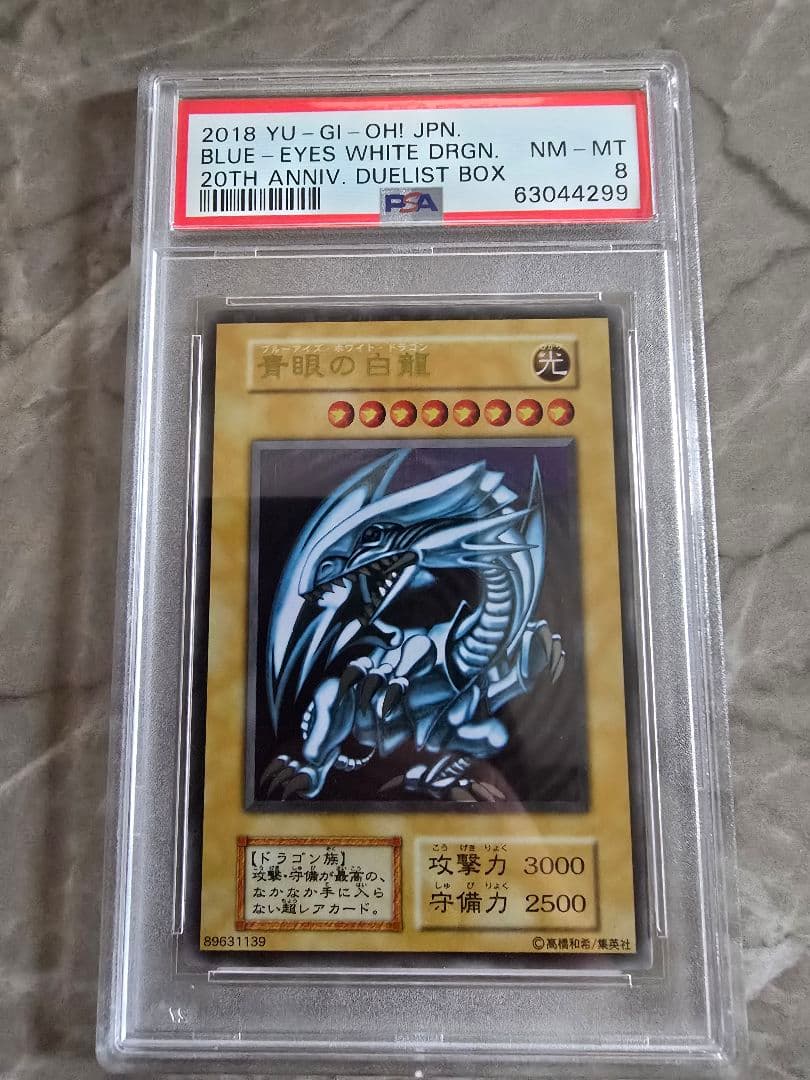 2018 YU-GI-OH! JPN.
BLUE-EYES WHITE DRGN. NM-MT
20TH ANNIV. DUELIST BOX 8
PSA 63044299
ブルーアイズ・ホワイト・ドラゴン
青眼の白龍
光
【ドラゴン族】
攻撃・守備が最高の、
なかなか手に入ら
ない超レアカード。
こう げき りょく
攻撃力 3000
しゅ び りょく
守備力 2500
89631139
©高橋和希/集英社